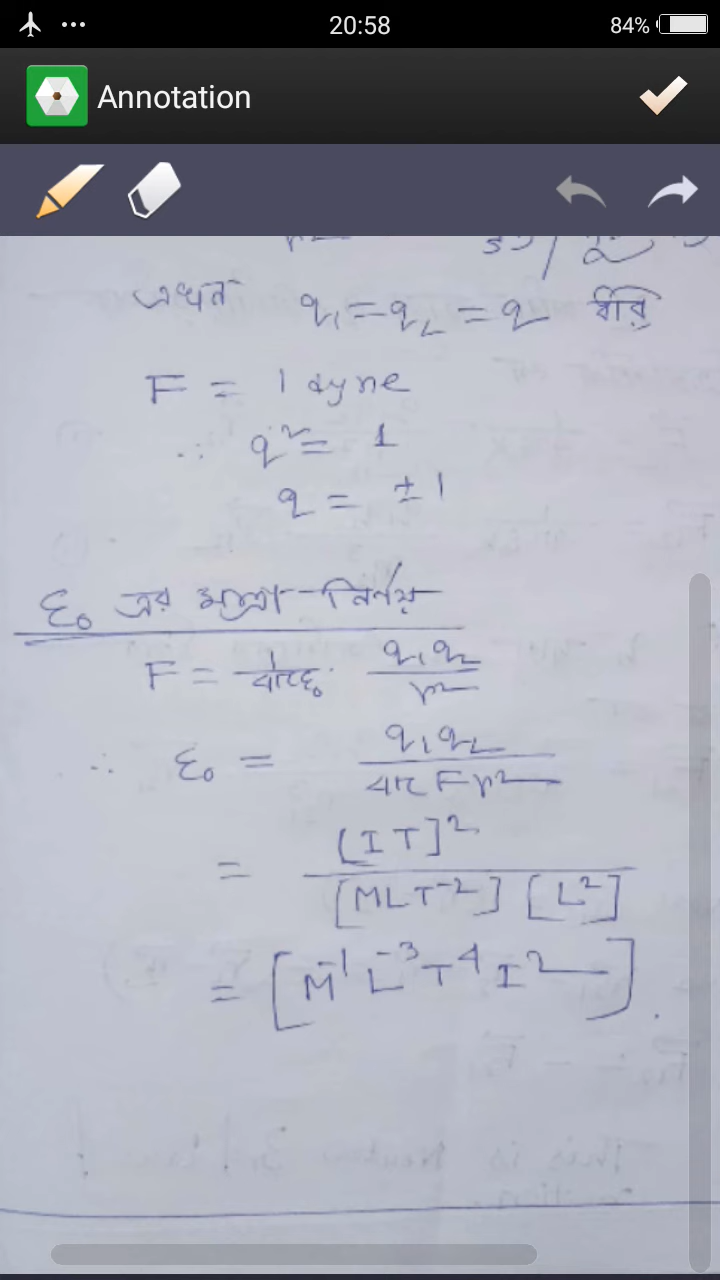 20:58
84%
Annotation
এখন q₁ = q₂ = q ধরি
F = 1 dyne
∴ q² = 1
q = ±1
ε₀ এর মাত্রা-নির্ণয়
F = 1/4πε₀ · q₁q₂/r²
∴ ε₀ = q₁q₂/4πFr²
= [IT]²/[MLT⁻²] [L²]
= [M⁻¹L⁻³T⁴I²].